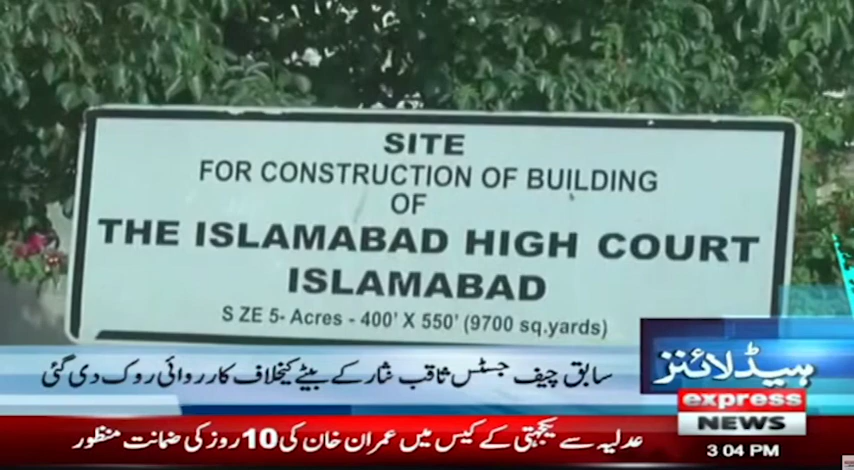 SITE
FOR CONSTRUCTION OF BUILDING
OF
THE ISLAMABAD HIGH COURT
ISLAMABAD
S ZE 5- Acres - 400' X 550' (9700 sq.yards)
ہیڈلائنز
سابق چیف جسٹس ثاقب نثار کے بیٹے کیخلاف کارروائی روک دی گئی
express
NEWS
عدلیہ سے یکجہتی کے کیس میں عمران خان کی 10 روز کی ضمانت منظور
3:04 PM